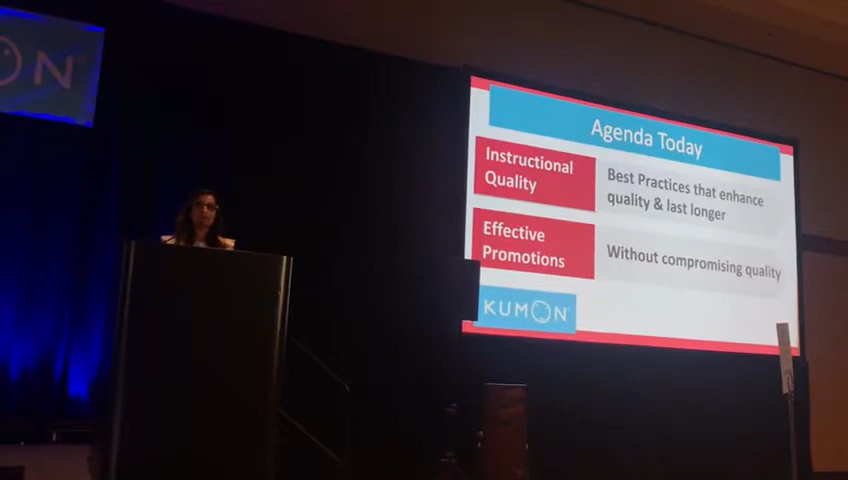 ON
Agenda Today
Instructional
Quality
Best Practices that enhance
quality & last longer
Effective
Promotions
Without compromising quality
KUMON